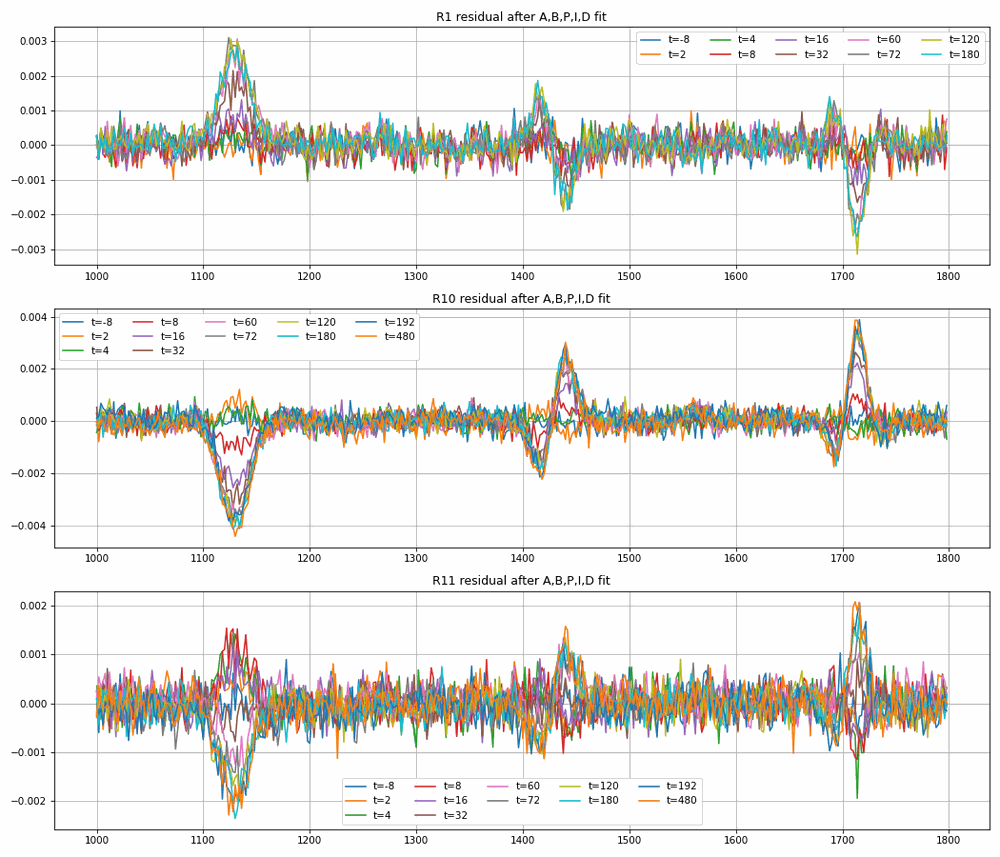 R1 residual after A,B,P,I,D fit
t=-8 t=4 t=16 t=60 t=120
t=2 t=8 t=32 t=72 t=180
0.003
0.002
0.001
0.000
−0.001
−0.002
−0.003
1000 1100 1200 1300 1400 1500 1600 1700 1800
R10 residual after A,B,P,I,D fit
t=-8 t=8 t=60 t=120 t=192
t=2 t=16 t=72 t=180 t=480
t=4 t=32
0.004
0.002
0.000
−0.002
−0.004
1000 1100 1200 1300 1400 1500 1600 1700 1800
R11 residual after A,B,P,I,D fit
0.002
0.001
0.000
−0.001
−0.002
t=-8 t=8 t=60 t=120 t=192
t=2 t=16 t=72 t=180 t=480
t=4 t=32
1000 1100 1200 1300 1400 1500 1600 1700 1800